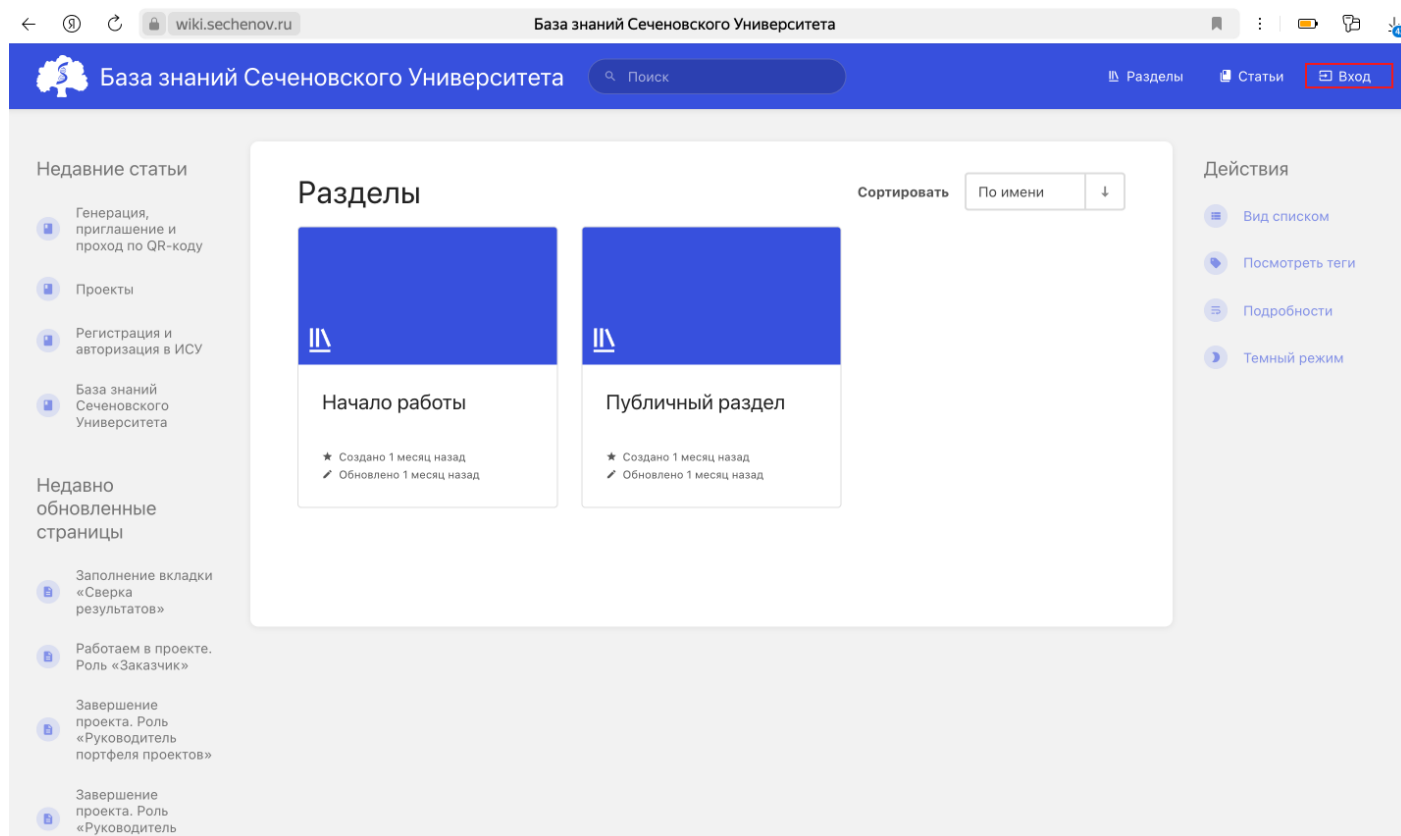 wiki.sechenov.ru
База знаний Сеченовского Университета
База знаний Сеченовского Университета
Поиск
Разделы
Статьи
Вход
Недавние статьи
Генерация,
приглашение и
проход по QR-коду
Проекты
Регистрация и
авторизация в ИСУ
База знаний
Сеченовского
Университета
Недавно
обновленные
страницы
Заполнение вкладки
«Сверка
результатов»
Работаем в проекте.
Роль «Заказчик»
Завершение
проекта. Роль
«Руководитель
портфеля проектов»
Завершение
проекта. Роль
«Руководитель
Разделы
Сортировать
По имени
Начало работы
Создано 1 месяц назад
Обновлено 1 месяц назад
Публичный раздел
Создано 1 месяц назад
Обновлено 1 месяц назад
Действия
Вид списком
Посмотреть теги
Подробности
Темный режим